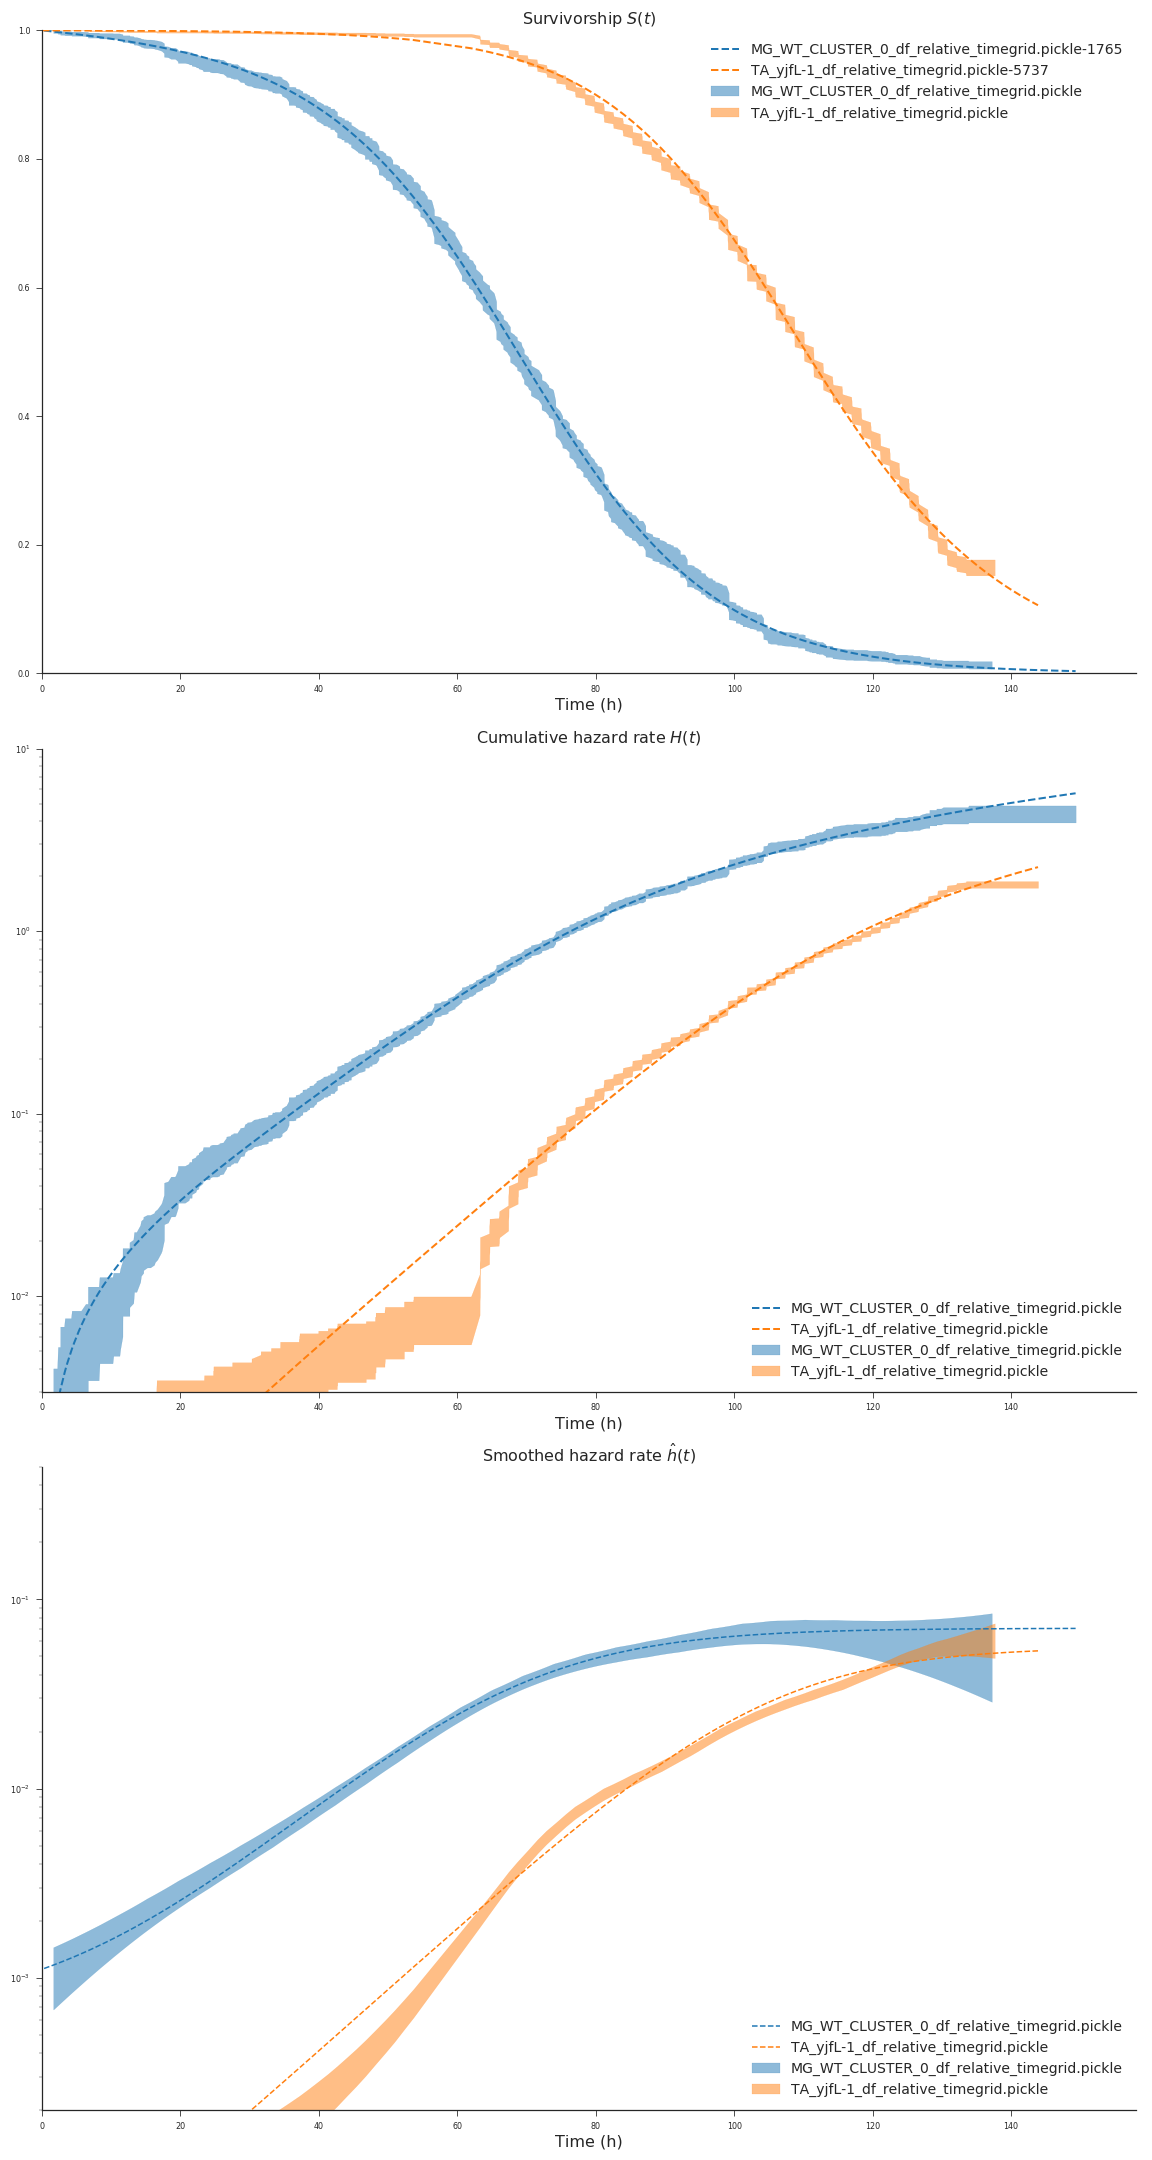 Survivorship S(t)
1.0
0.8
0.6
0.4
0.2
0.0
MG_WT_CLUSTER_0_df_relative_timegrid.pickle-1765
TA_yjfL-1_df_relative_timegrid.pickle-5737
MG_WT_CLUSTER_0_df_relative_timegrid.pickle
TA_yjfL-1_df_relative_timegrid.pickle
0 20 40 60 80 100 120 140
Time (h)
Cumulative hazard rate H(t)
10¹
10⁰
10⁻¹
10⁻²
MG_WT_CLUSTER_0_df_relative_timegrid.pickle
TA_yjfL-1_df_relative_timegrid.pickle
MG_WT_CLUSTER_0_df_relative_timegrid.pickle
TA_yjfL-1_df_relative_timegrid.pickle
0 20 40 60 80 100 120 140
Time (h)
Smoothed hazard rate ĥ(t)
10⁻¹
10⁻²
10⁻³
MG_WT_CLUSTER_0_df_relative_timegrid.pickle
TA_yjfL-1_df_relative_timegrid.pickle
MG_WT_CLUSTER_0_df_relative_timegrid.pickle
TA_yjfL-1_df_relative_timegrid.pickle
0 20 40 60 80 100 120 140
Time (h)